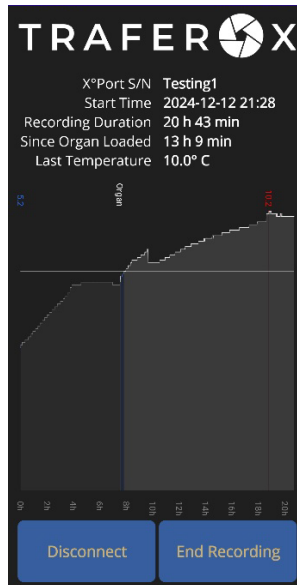 TRAFEROX
X°Port S/N Testing1
Start Time 2024-12-12 21:28
Recording Duration 20 h 43 min
Since Organ Loaded 13 h 9 min
Last Temperature 10.0° C
5.2
Organ
10.2
0h
2h
4h
6h
8h
10h
12h
14h
16h
18h
20h
Disconnect
End Recording